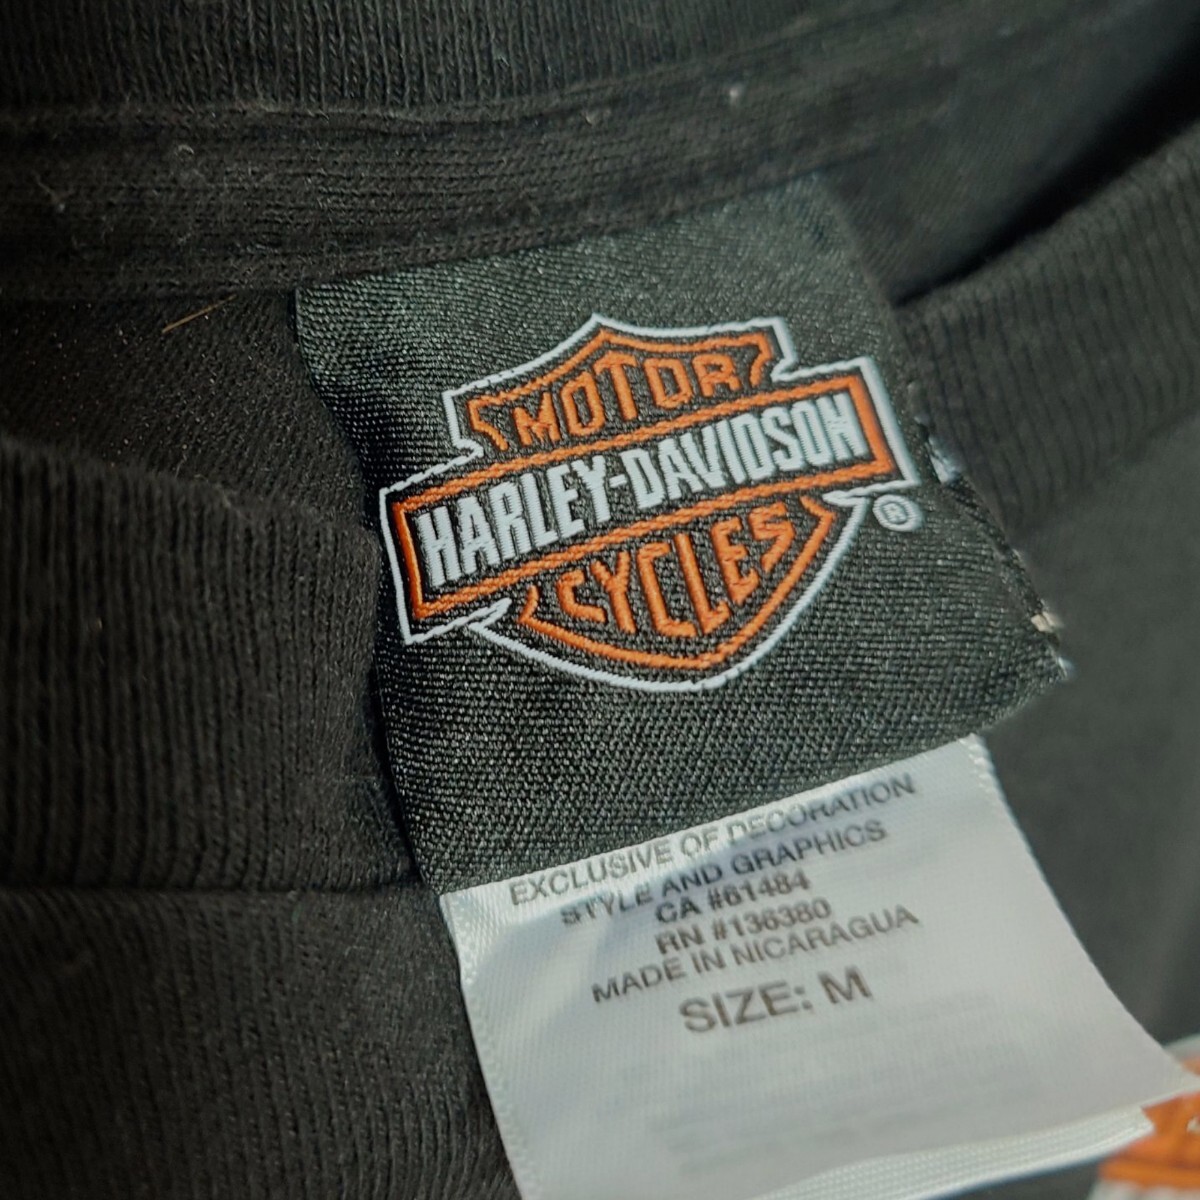 MOTOR
HARLEY-DAVIDSON
CYCLES
®
EXCLUSIVE OF DECORATION
STYLE AND GRAPHICS
CA #61484
RN #136380
MADE IN NICARAGUA
SIZE: M